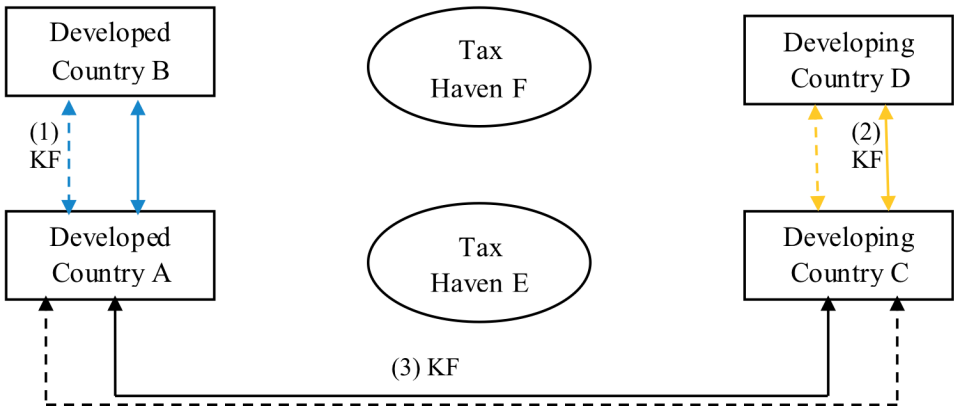 Developed
Country B
Tax
Haven F
Developing
Country D
(1)
KF
(2)
KF
Developed
Country A
Tax
Haven E
Developing
Country C
(3) KF